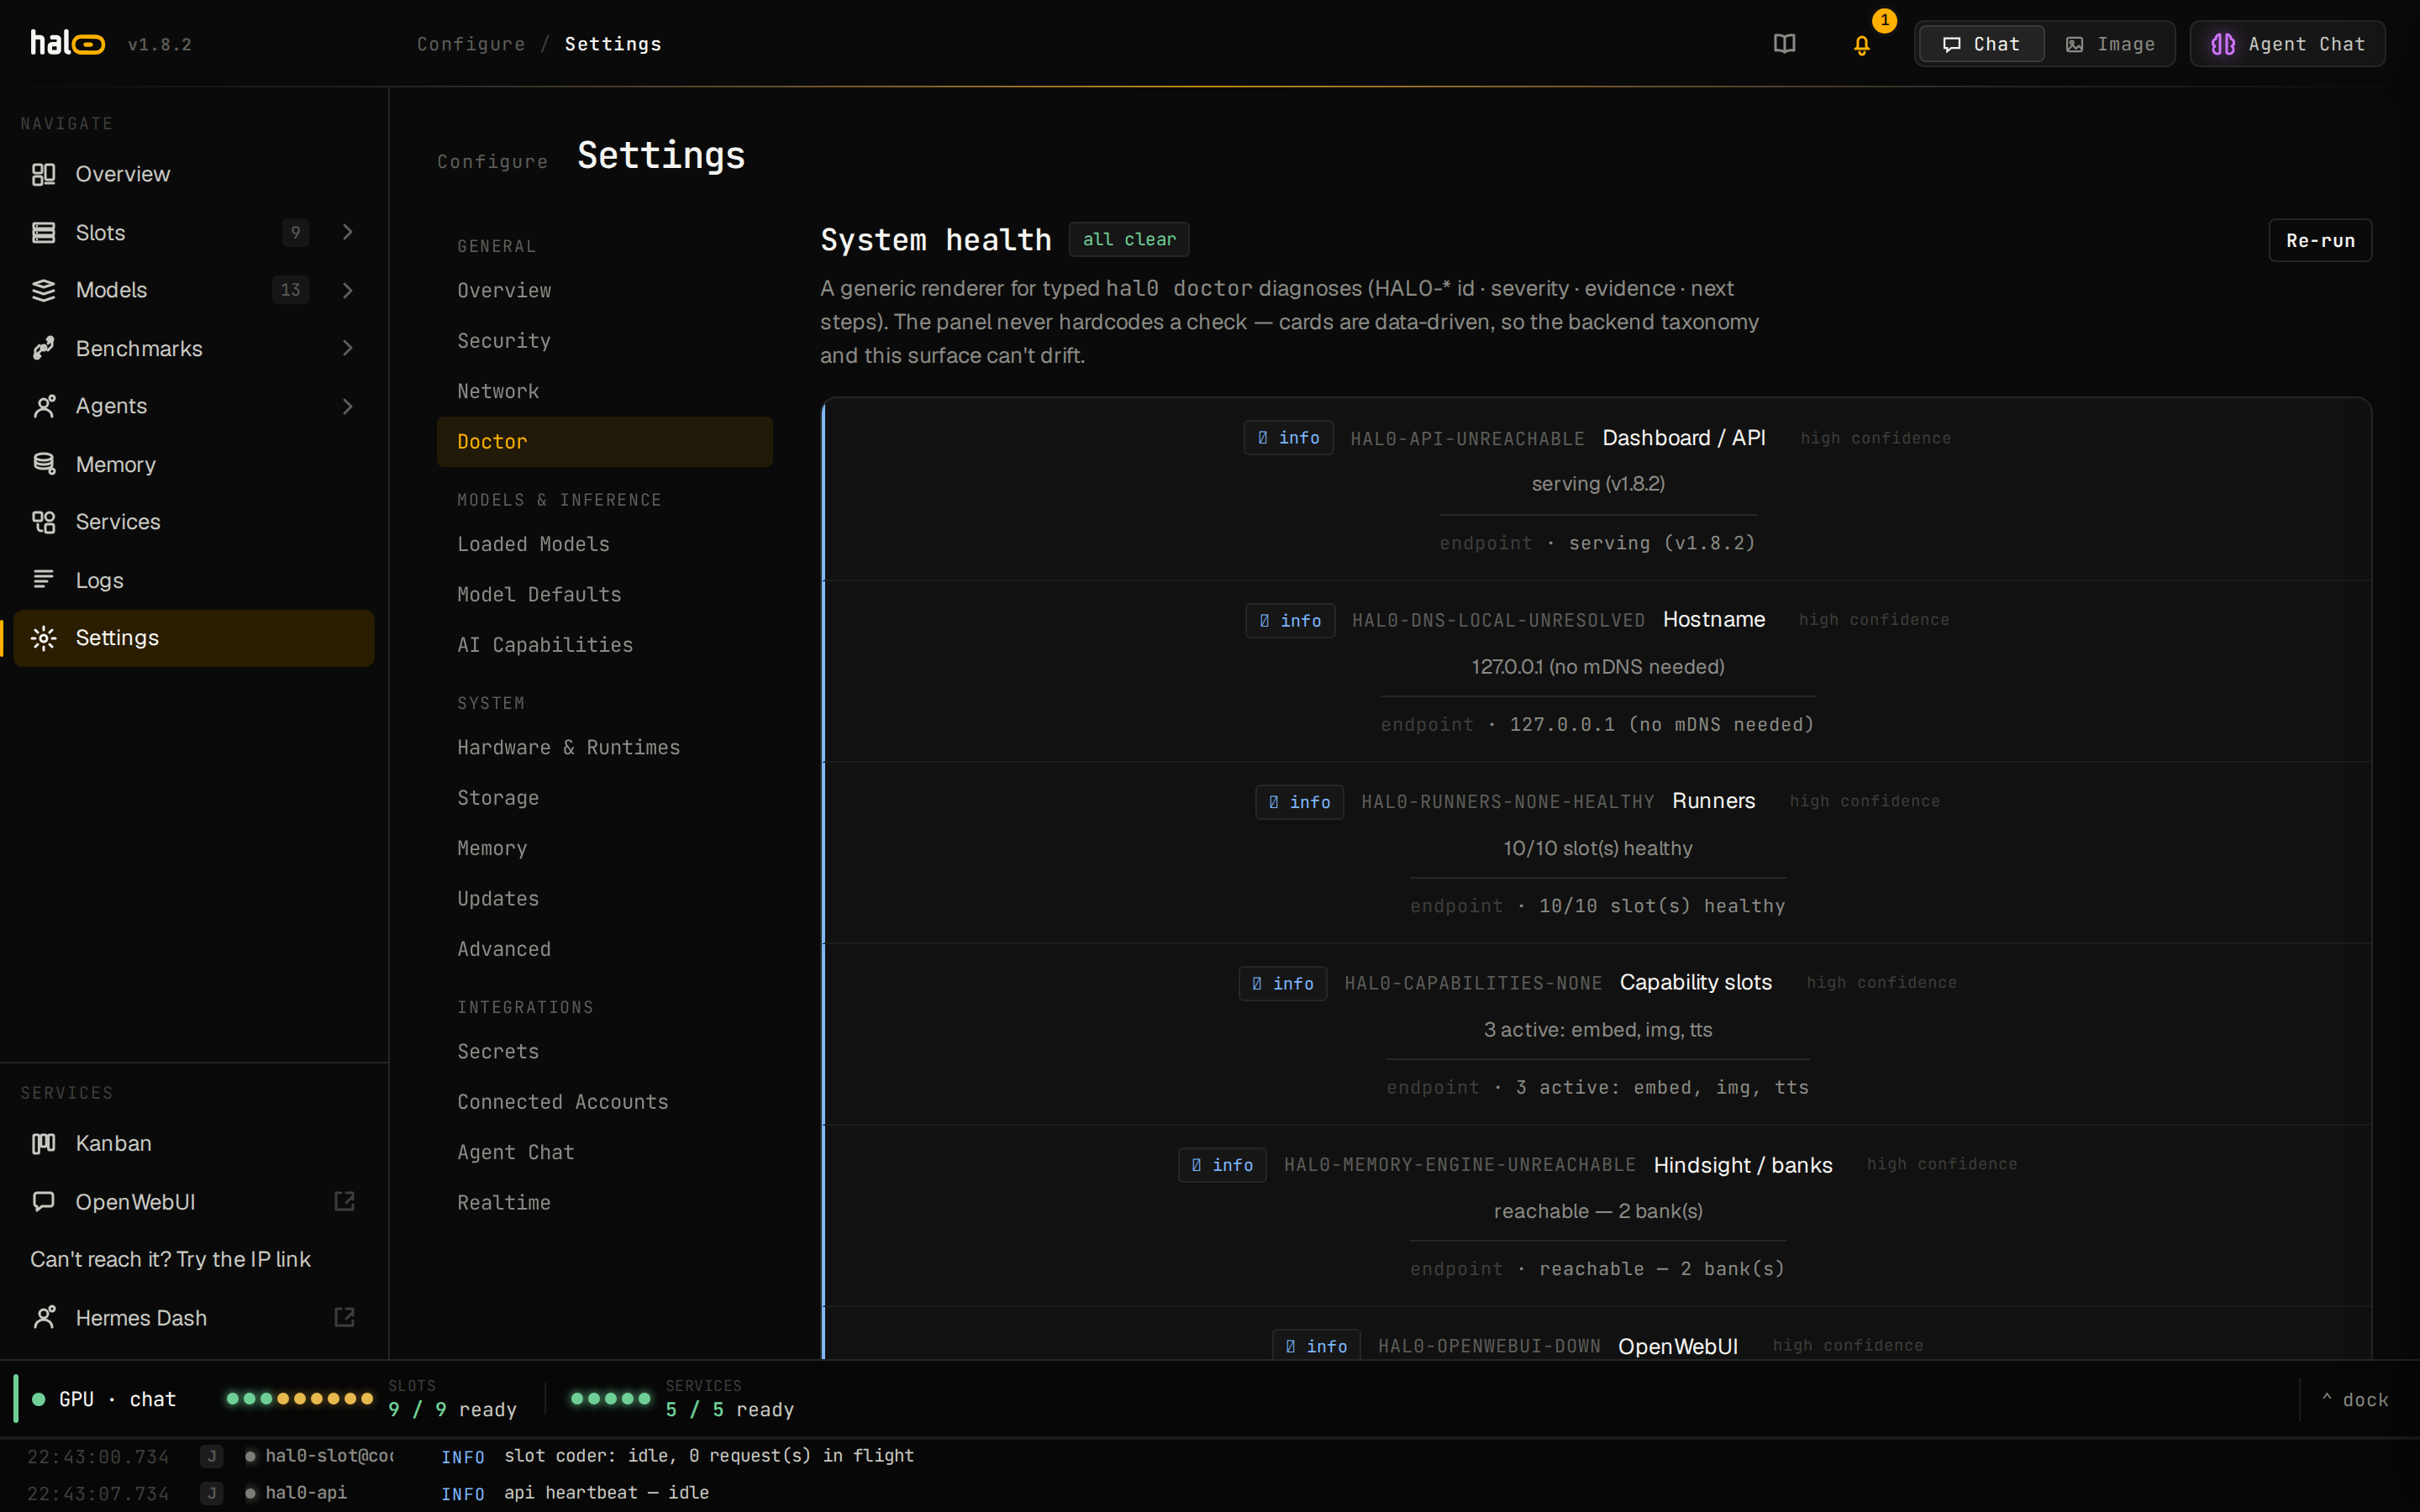 hal0 v1.8.2
Configure / Settings
1
Chat
Image
Agent Chat
NAVIGATE
Overview
Slots 9
Models 13
Benchmarks
Agents
Memory
Services
Logs
Settings
SERVICES
Kanban
OpenWebUI
Can't reach it? Try the IP link
Hermes Dash
Configure Settings
GENERAL
Overview
Security
Network
Doctor
MODELS & INFERENCE
Loaded Models
Model Defaults
AI Capabilities
SYSTEM
Hardware & Runtimes
Storage
Memory
Updates
Advanced
INTEGRATIONS
Secrets
Connected Accounts
Agent Chat
Realtime
System health all clear
Re-run
A generic renderer for typed hal0 doctor diagnoses (HAL0-* id · severity · evidence · next
steps). The panel never hardcodes a check — cards are data-driven, so the backend taxonomy
and this surface can't drift.
info HAL0-API-UNREACHABLE Dashboard / API high confidence
serving (v1.8.2)
endpoint · serving (v1.8.2)
info HAL0-DNS-LOCAL-UNRESOLVED Hostname high confidence
127.0.0.1 (no mDNS needed)
endpoint · 127.0.0.1 (no mDNS needed)
info HAL0-RUNNERS-NONE-HEALTHY Runners high confidence
10/10 slot(s) healthy
endpoint · 10/10 slot(s) healthy
info HAL0-CAPABILITIES-NONE Capability slots high confidence
3 active: embed, img, tts
endpoint · 3 active: embed, img, tts
info HAL0-MEMORY-ENGINE-UNREACHABLE Hindsight / banks high confidence
reachable — 2 bank(s)
endpoint · reachable — 2 bank(s)
info HAL0-OPENWEBUI-DOWN OpenWebUI high confidence
GPU · chat
SLOTS
9 / 9 ready
SERVICES
5 / 5 ready
^ dock
22:43:00.734 J hal0-slot@coc INFO slot coder: idle, 0 request(s) in flight
22:43:07.734 J hal0-api INFO api heartbeat — idle